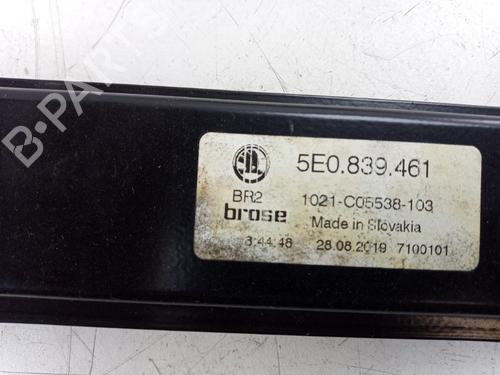 B-PARTS
5E0.839.461
BR2
1021-C05538-103
brose
Made in Slovakia
3:44:48
28.08.2019 7100101